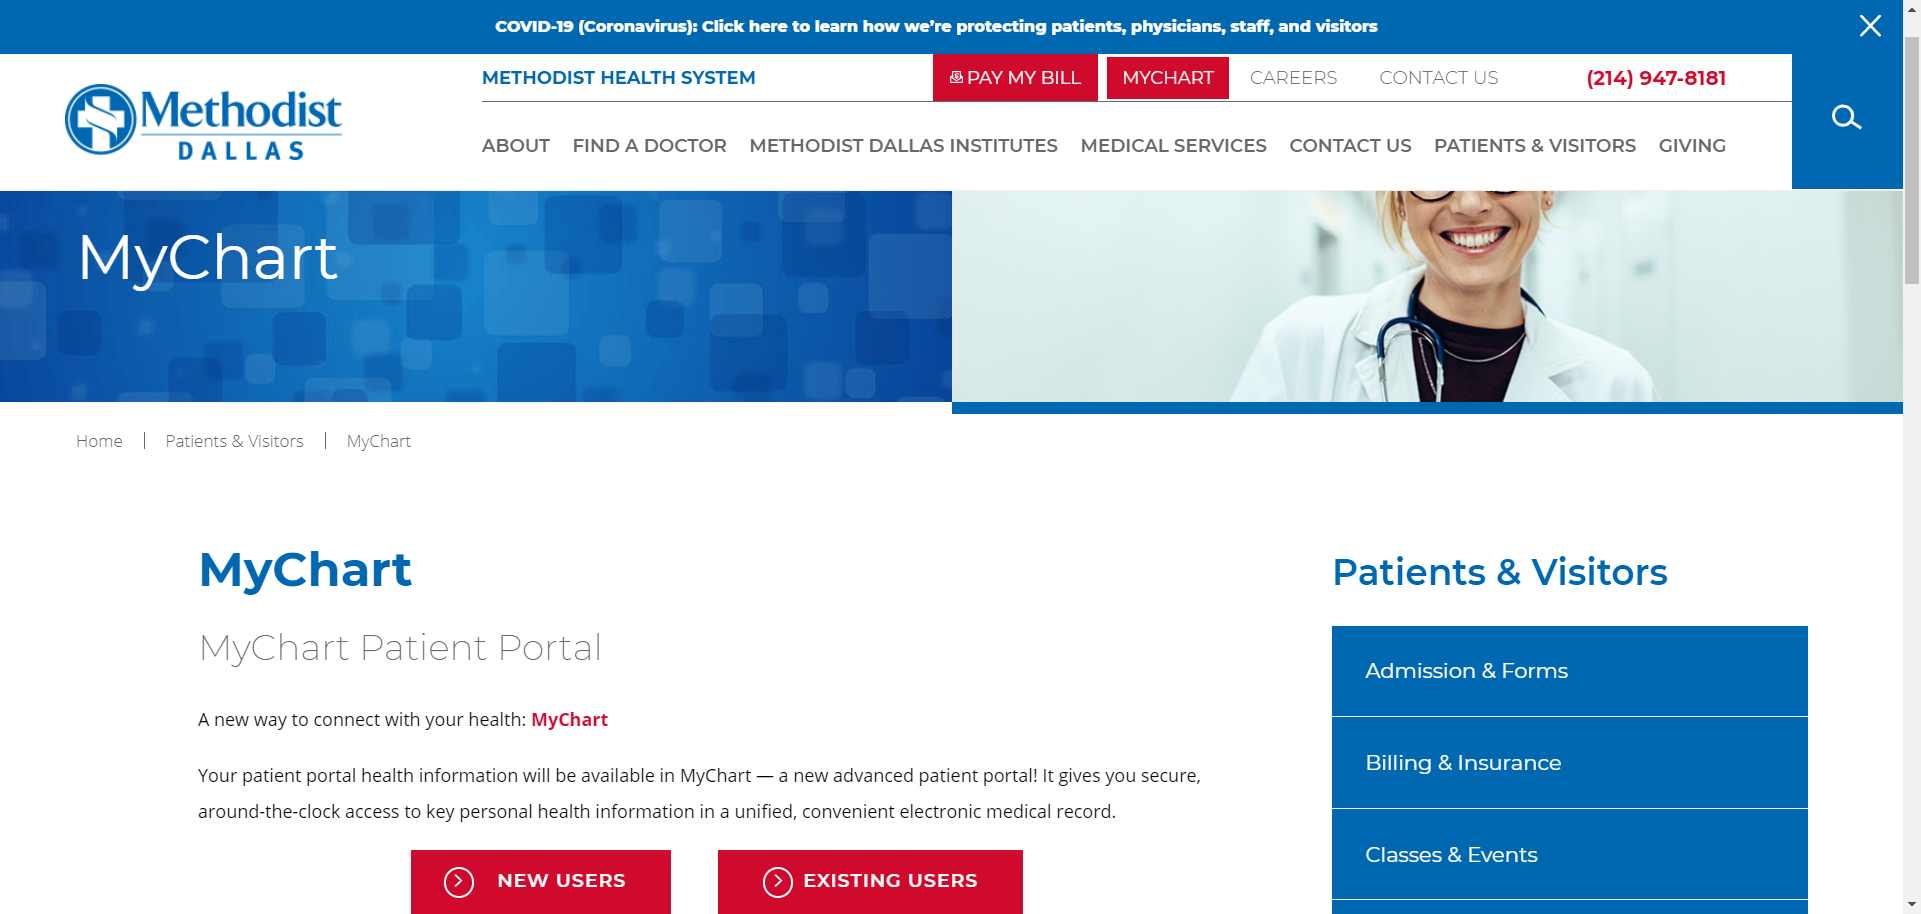 COVID-19 (Coronavirus): Click here to learn how we're protecting patients, physicians, staff, and visitors
METHODIST HEALTH SYSTEM
PAY MY BILL
MYCHART
CAREERS
CONTACT US
(214) 947-8181
Methodist
DALLAS
ABOUT
FIND A DOCTOR
METHODIST DALLAS INSTITUTES
MEDICAL SERVICES
CONTACT US
PATIENTS & VISITORS
GIVING
MyChart
Home | Patients & Visitors | MyChart
MyChart
MyChart Patient Portal
A new way to connect with your health: MyChart
Your patient portal health information will be available in MyChart — a new advanced patient portal! It gives you secure,
around-the-clock access to key personal health information in a unified, convenient electronic medical record.
NEW USERS
EXISTING USERS
Patients & Visitors
Admission & Forms
Billing & Insurance
Classes & Events